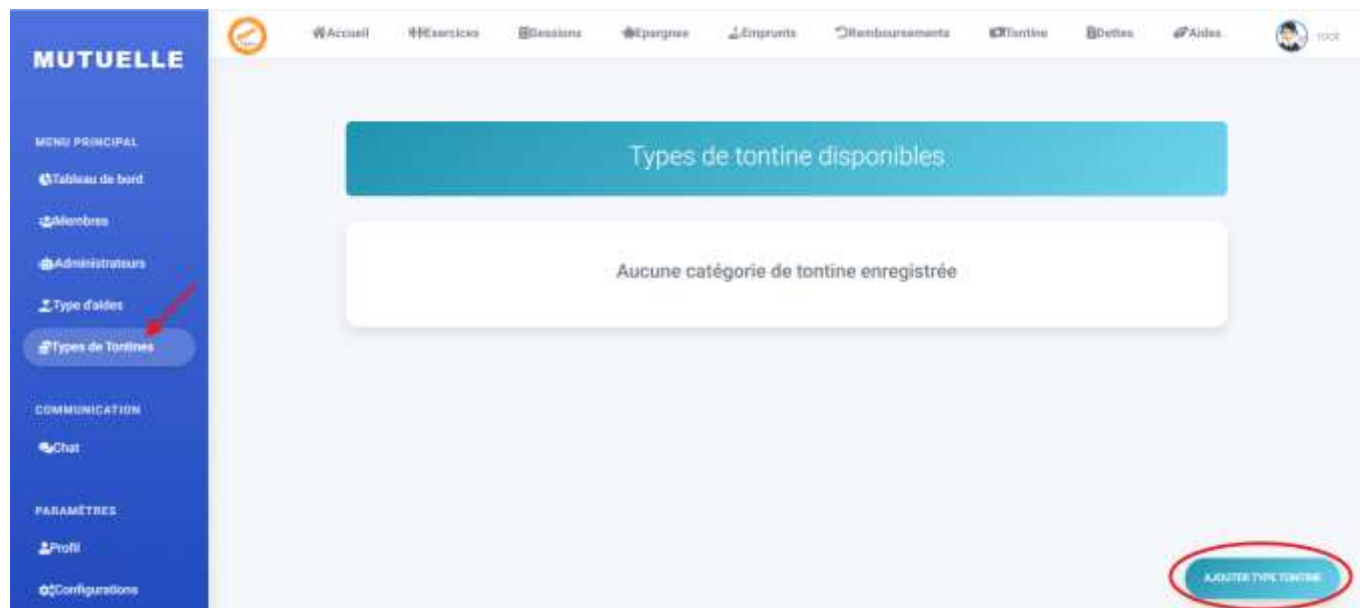 MUTUELLE
MENU PRINCIPAL
Tableau de bord
Membres
Administrateurs
Type d'aides
Types de Tontines
COMMUNICATION
Chat
PARAMÈTRES
Profil
Configurations
Accueil Exercices Sessions Epargnes Emprunts Remboursements Tontine Dettes Aides root
Types de tontine disponibles
Aucune catégorie de tontine enregistrée
AJOUTER TYPE TONTINE